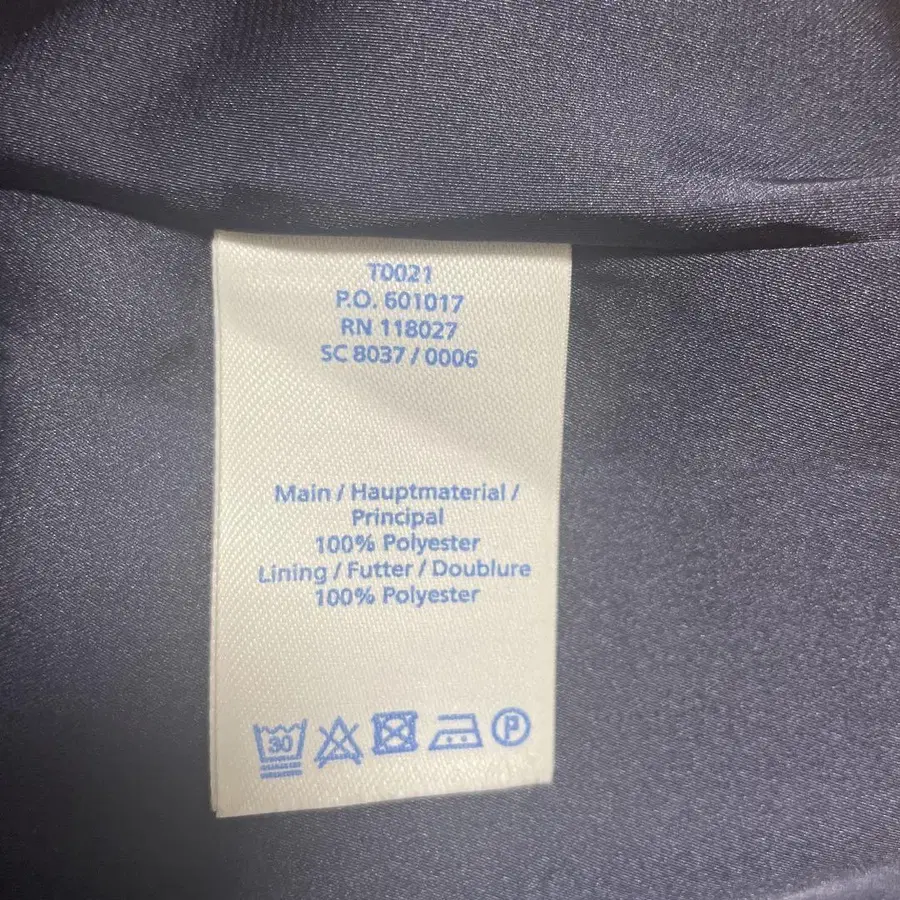 T0021
P.O. 601017
RN 118027
SC 8037 / 0006
Main / Hauptmaterial /
Principal
100% Polyester
Lining / Futter / Doublure
100% Polyester
30 P